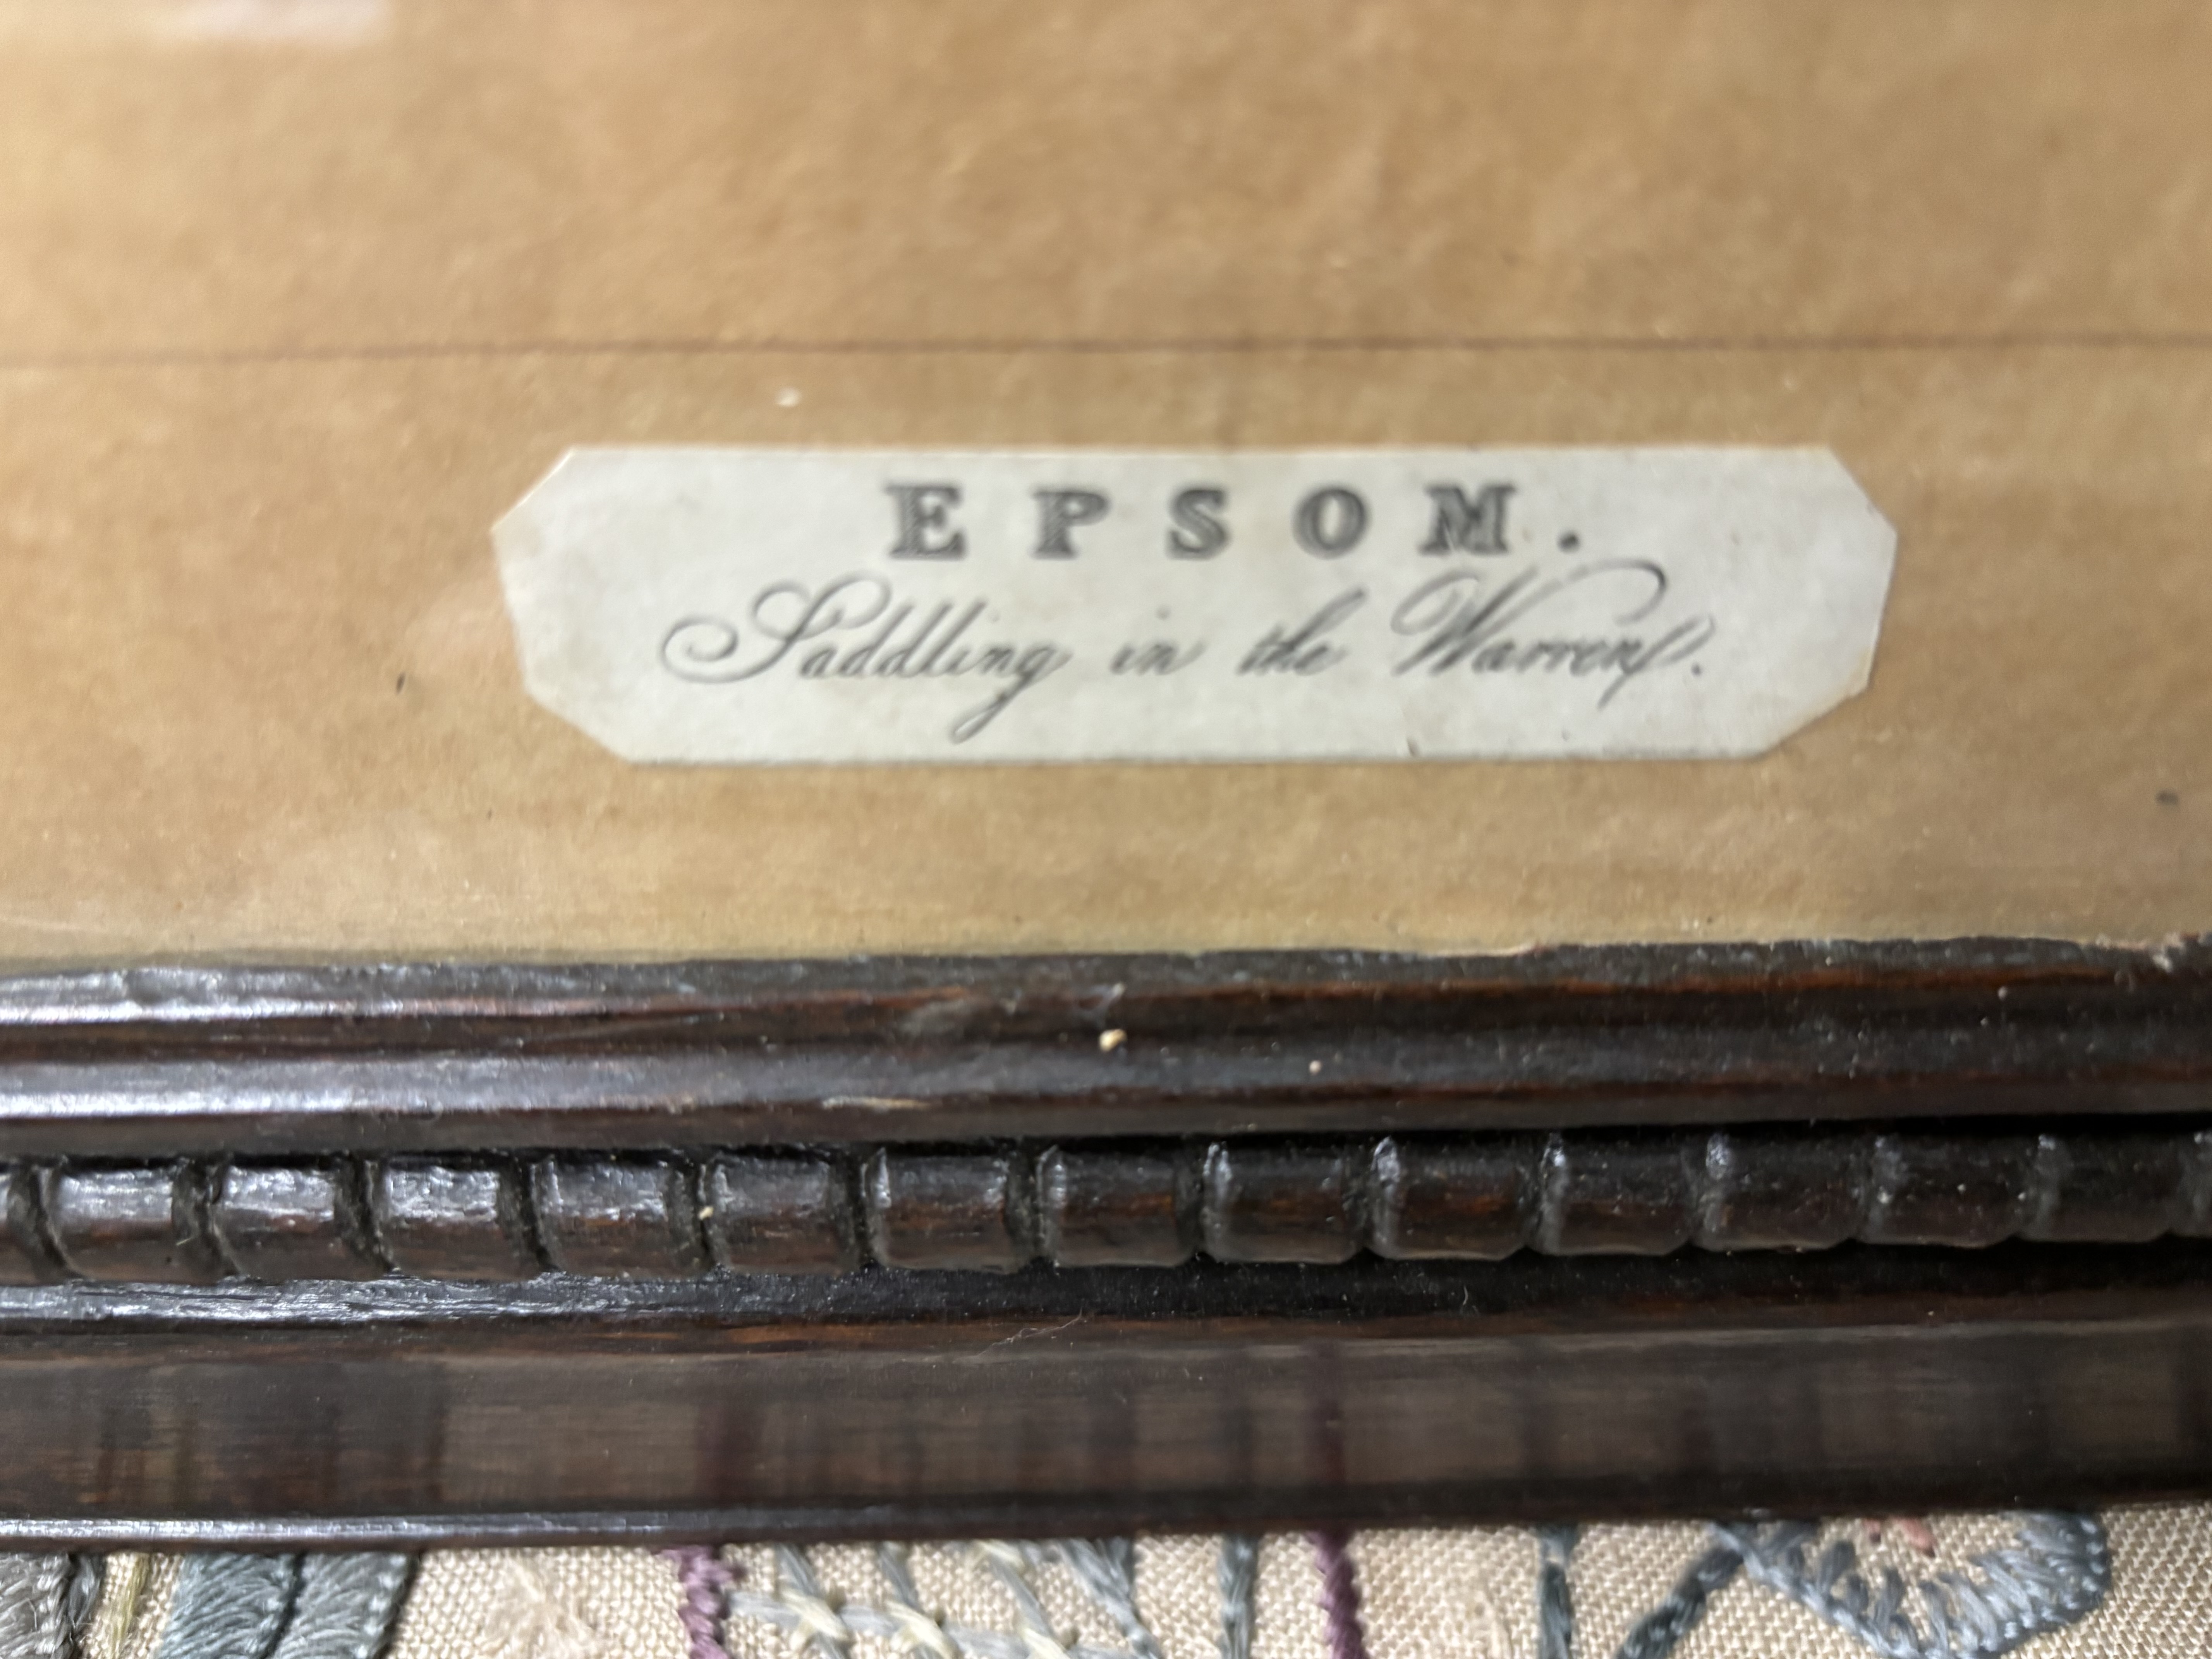 EPSOM.
Saddling in the Warren.